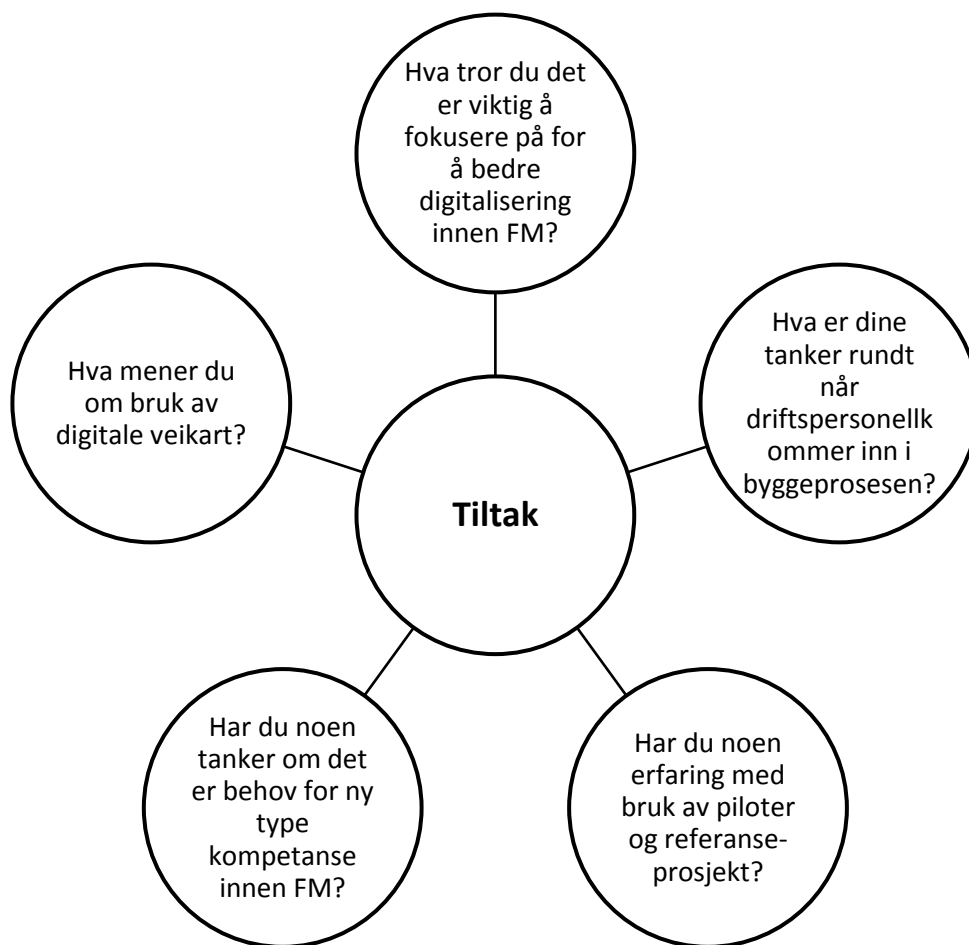 Hva tror du det
er viktig å
fokusere på for
å bedre
digitalisering
innen FM?
Hva er dine
tanker rundt
når
driftspersonellk
ommer inn i
byggeprosesen?
Hva mener du
om bruk av
digitale veikart?
Tiltak
Har du noen
tanker om det
er behov for ny
type
kompetanse
innen FM?
Har du noen
erfaring med
bruk av piloter
og referanse-
prosjekt?